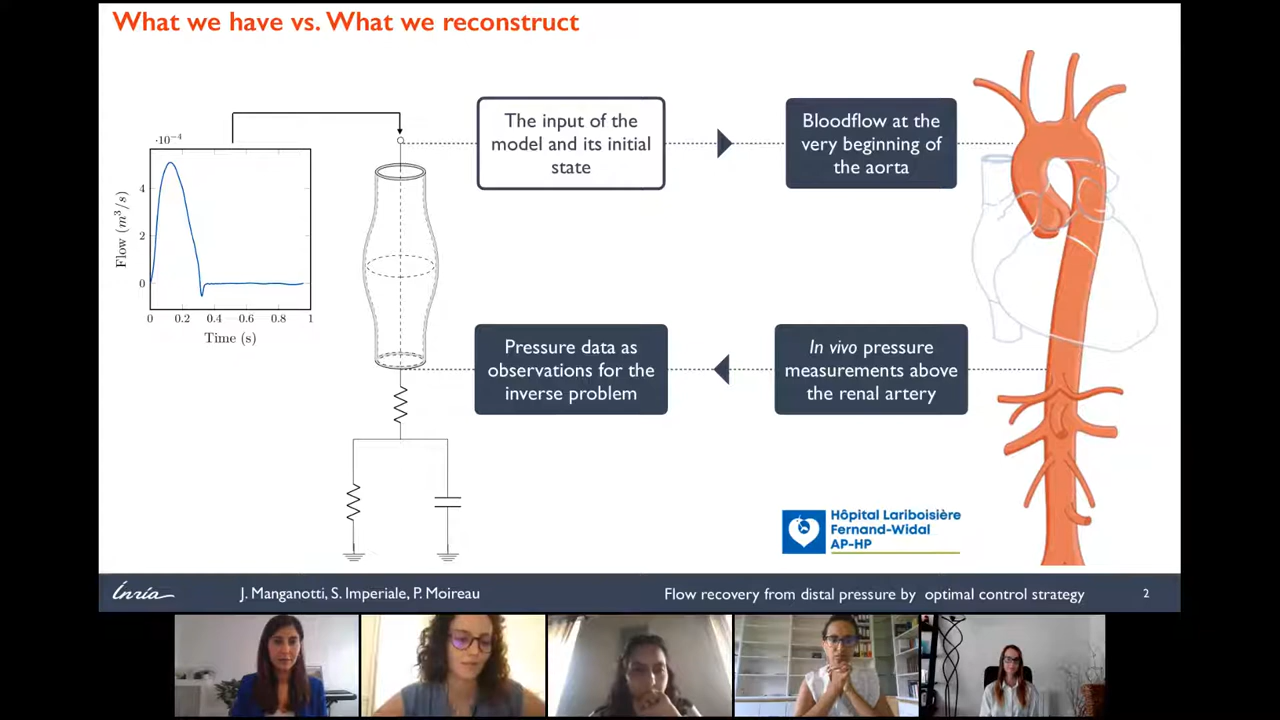 What we have vs. What we reconstruct
·10⁻⁴
4
2
0
Flow (m³/s)
0 0.2 0.4 0.6 0.8 1
Time (s)
The input of the
model and its initial
state
Bloodflow at the
very beginning of
the aorta
Pressure data as
observations for the
inverse problem
In vivo pressure
measurements above
the renal artery
Hôpital Lariboisière
Fernand-Widal
AP-HP
Inria
J. Manganotti, S. Imperiale, P. Moireau
Flow recovery from distal pressure by optimal control strategy
2